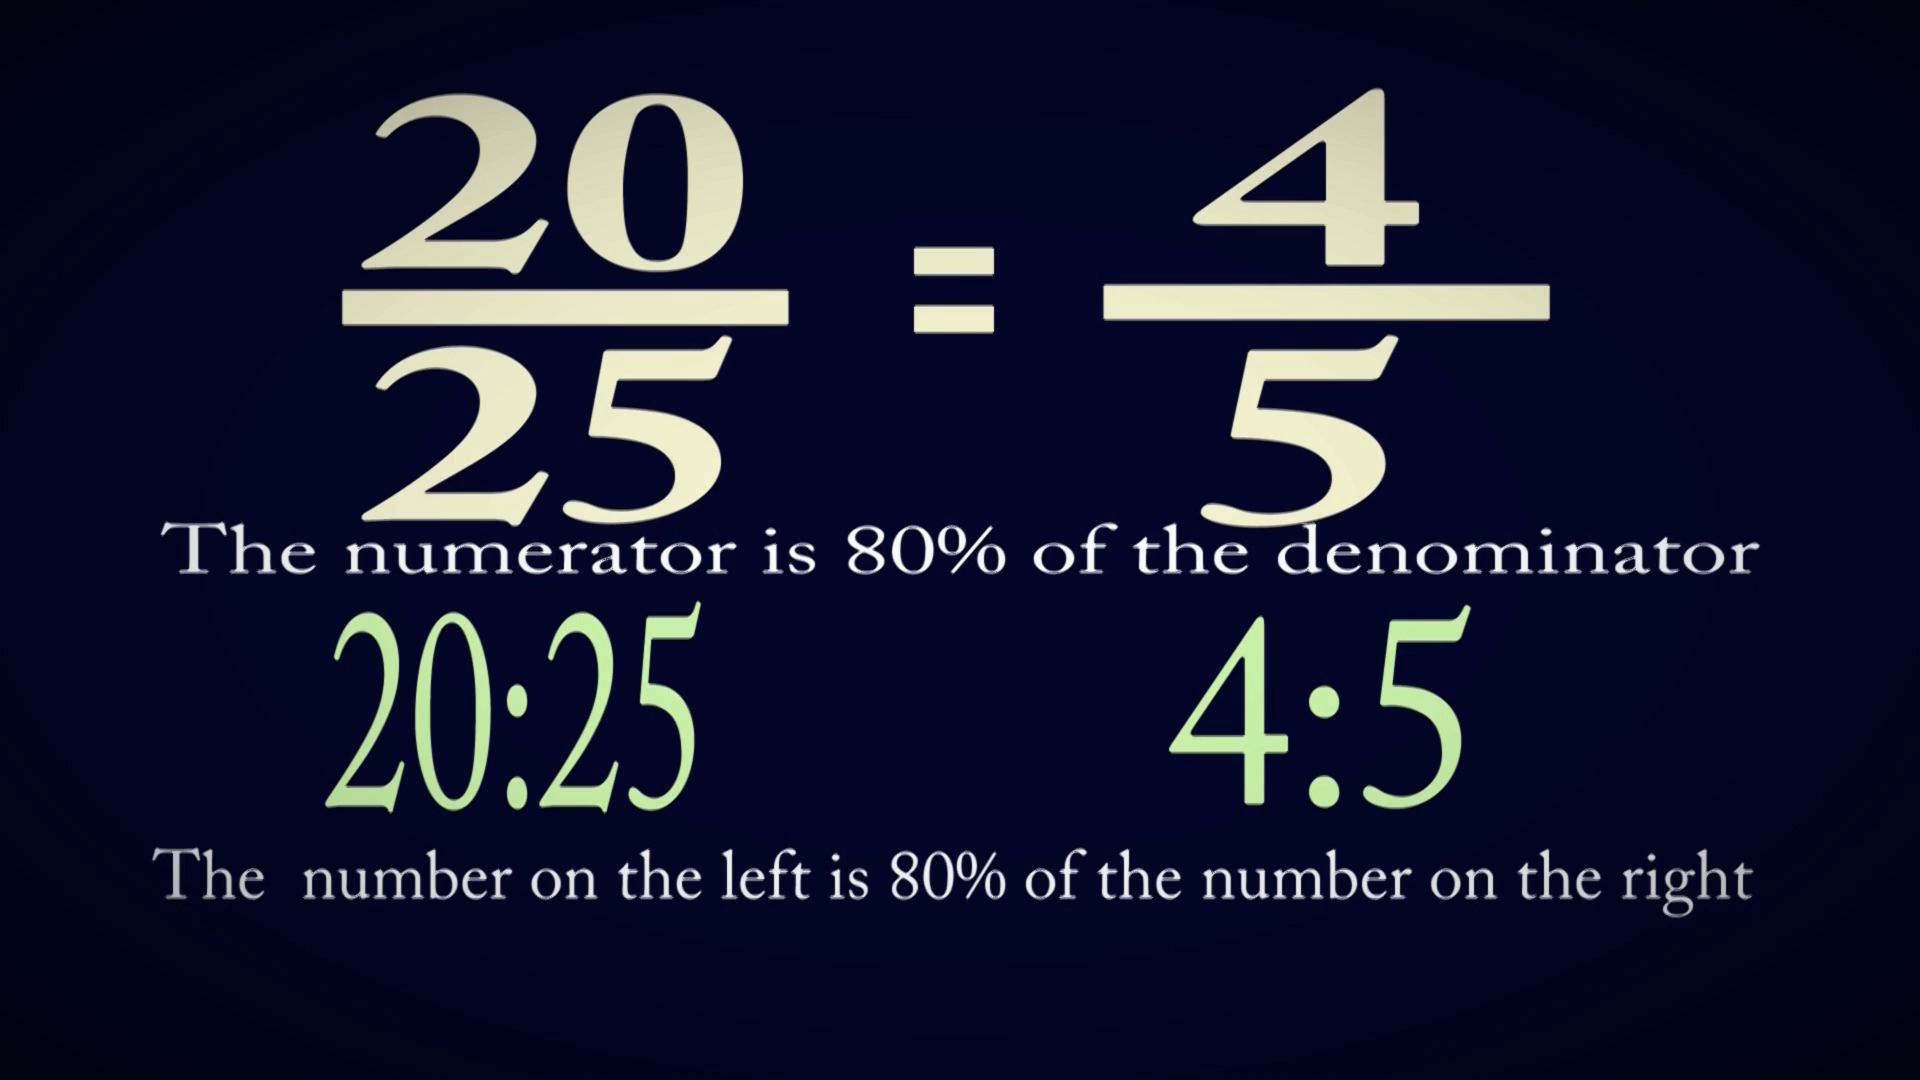 20/25 = 4/5
The numerator is 80% of the denominator
20:25 4:5
The number on the left is 80% of the number on the right